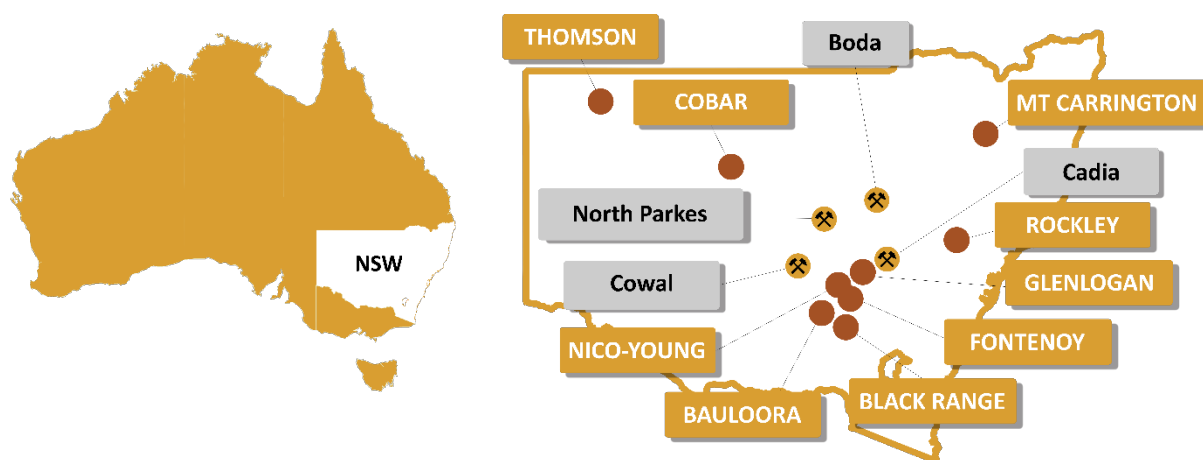 NSW
THOMSON
Boda
COBAR
MT CARRINGTON
Cadia
North Parkes
ROCKLEY
Cowal
GLENLOGAN
NICO-YOUNG
FONTENOY
BAULOORA
BLACK RANGE